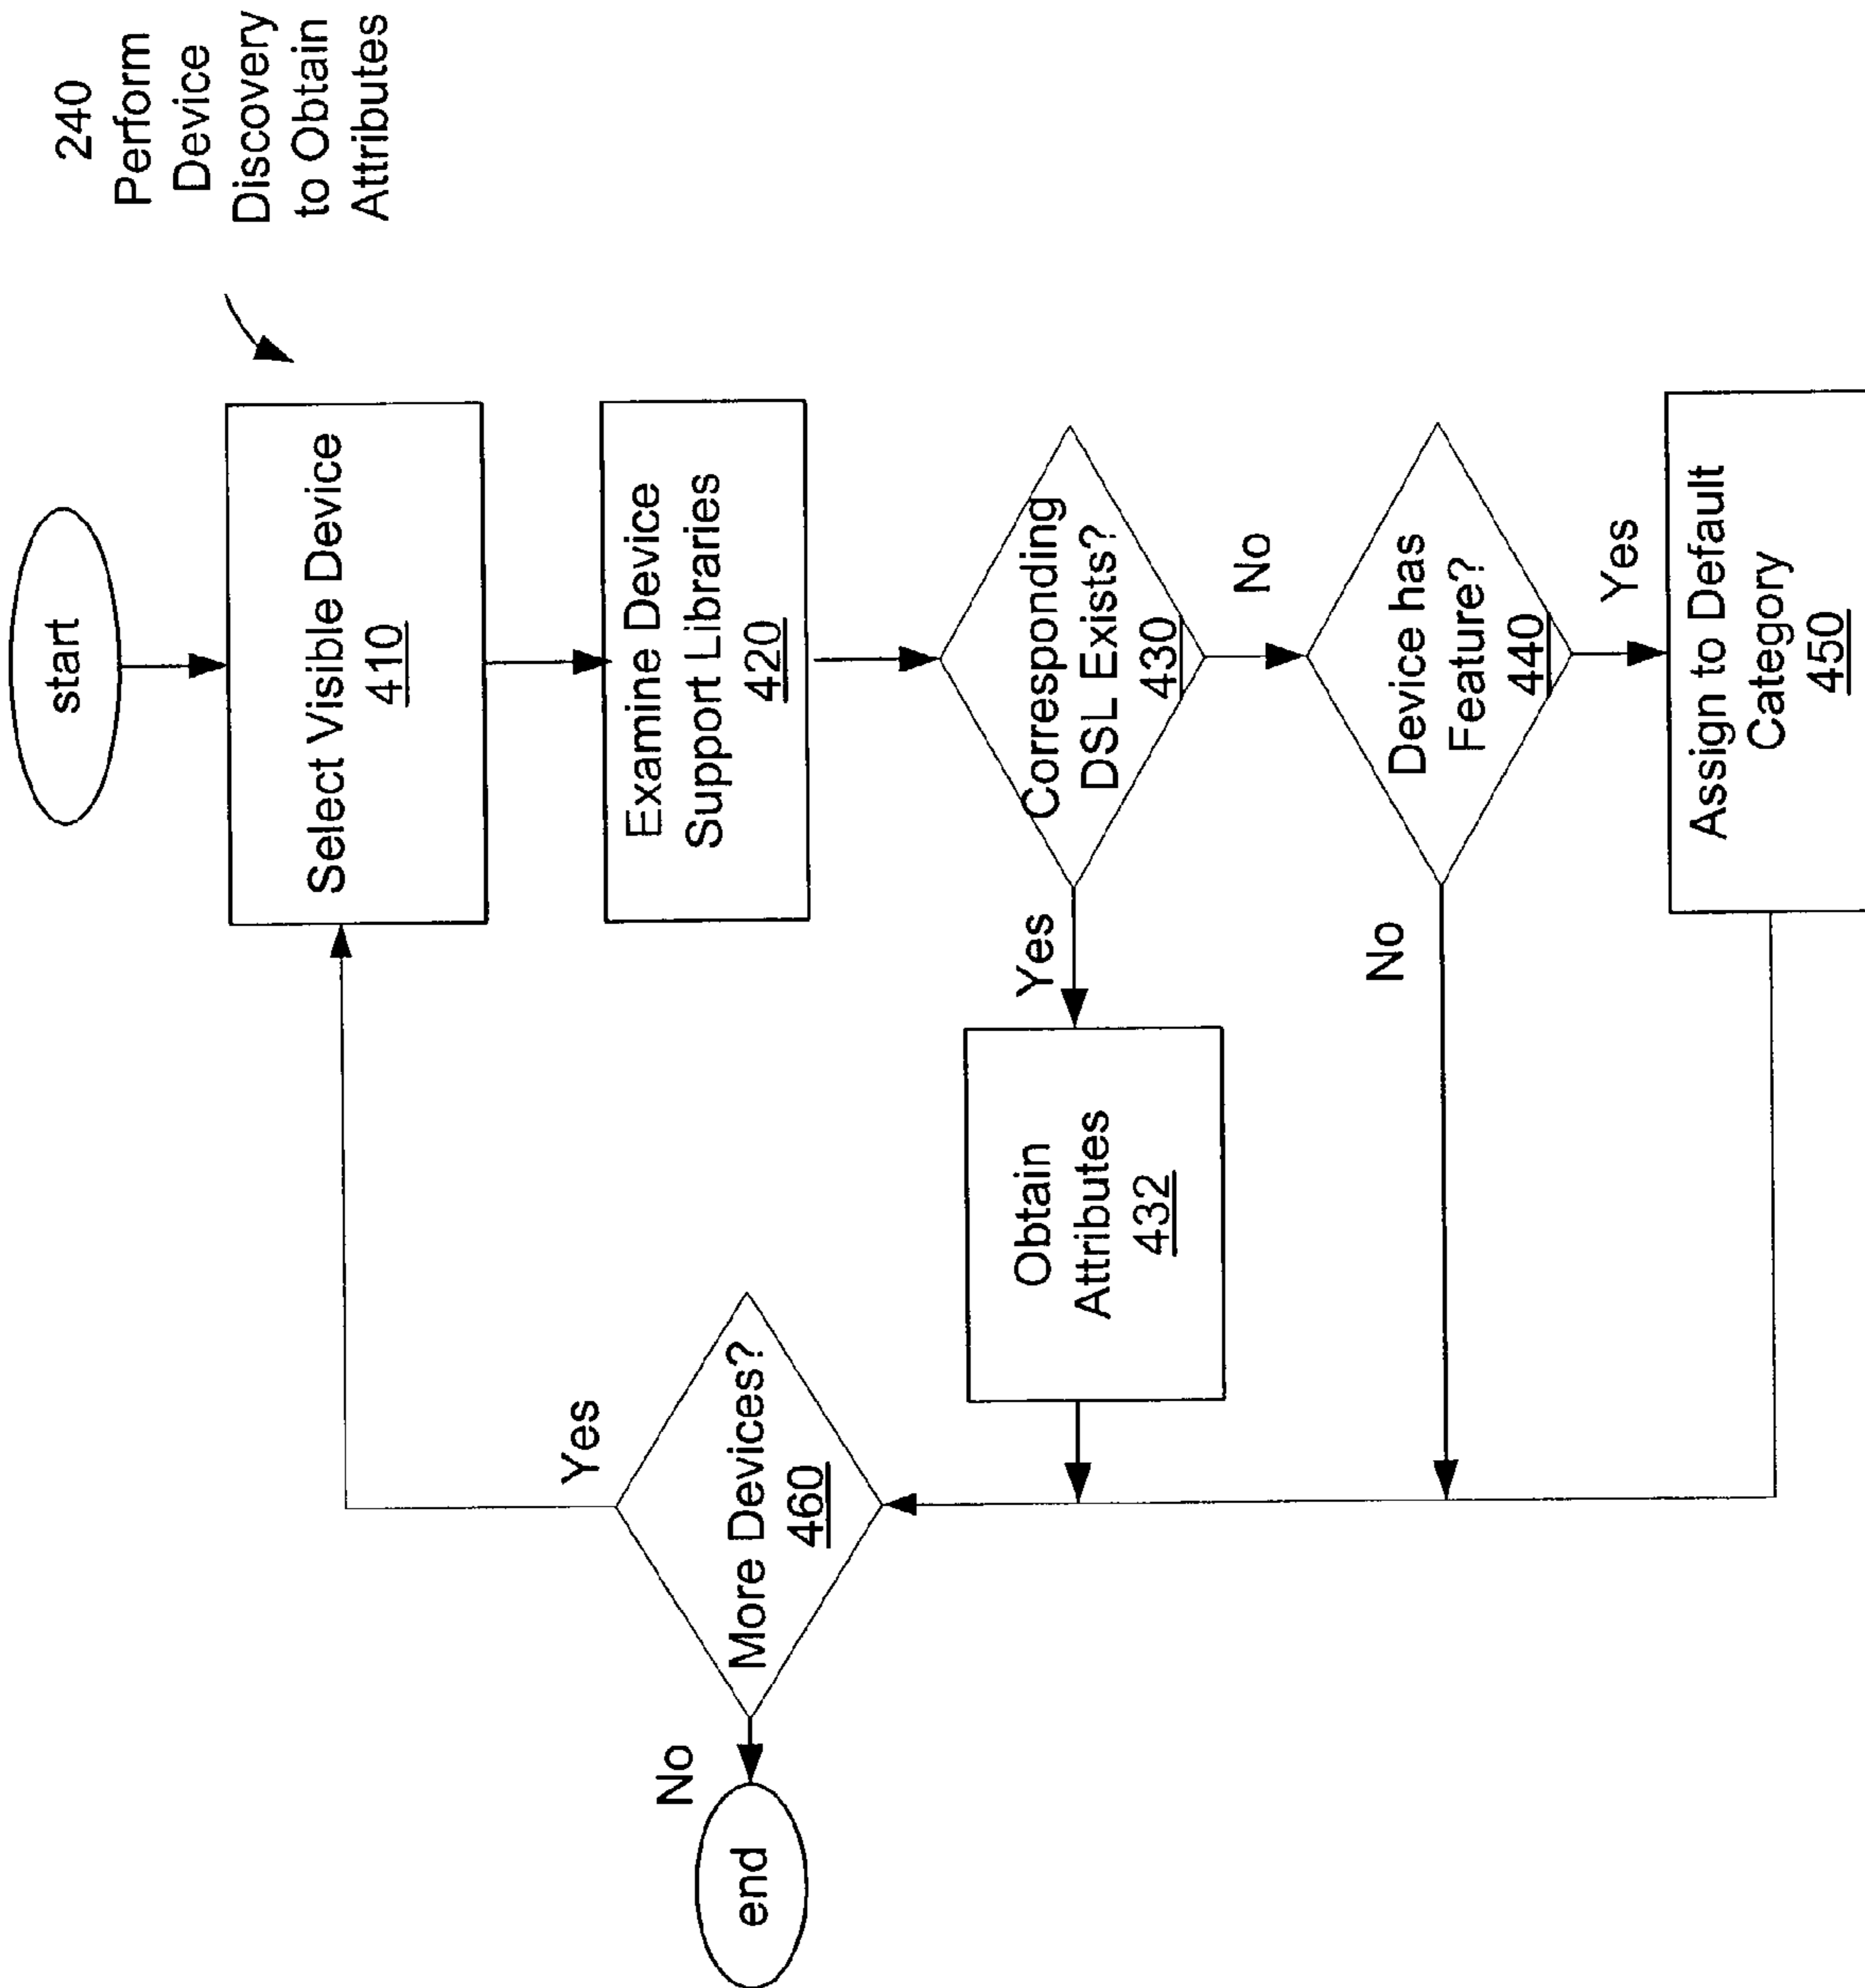 240
Perform
Device
Discovery
to Obtain
Attributes
start
Select Visible Device
410
Examine Device
Support Libraries
420
Corresponding
DSL Exists?
430
Yes
No
Obtain
Attributes
432
Device has
Feature?
440
No
Yes
Assign to Default
Category
450
More Devices?
460
Yes
No
end